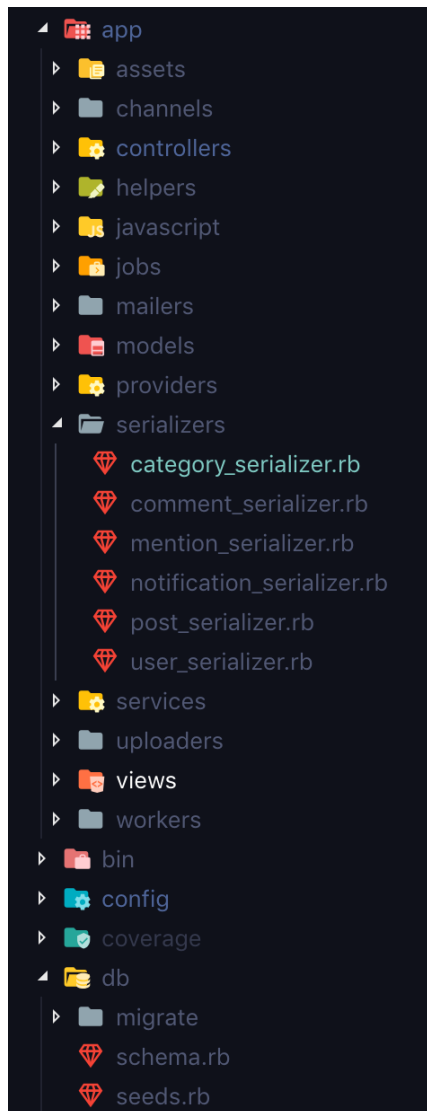 app
assets
channels
controllers
helpers
javascript
jobs
mailers
models
providers
serializers
category_serializer.rb
comment_serializer.rb
mention_serializer.rb
notification_serializer.rb
post_serializer.rb
user_serializer.rb
services
uploaders
views
workers
bin
config
coverage
db
migrate
schema.rb
seeds.rb